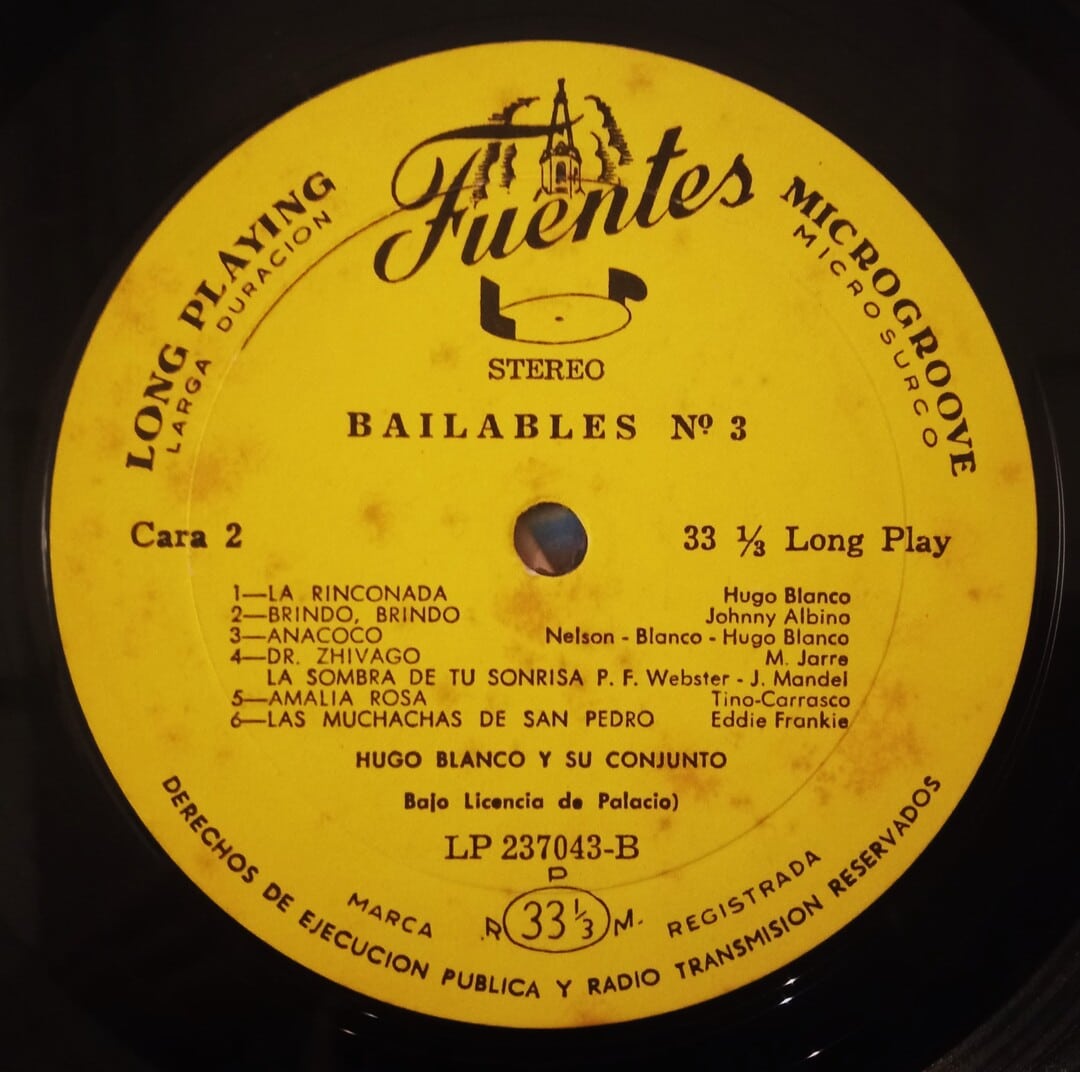 Fuentes
LONG PLAYING
LARGA DURACION
MICROGROOVE
MICROSURCO
LP
STEREO
BAILABLES Nº 3
Cara 2
33 ⅓ Long Play
1—LA RINCONADA Hugo Blanco
2—BRINDO, BRINDO Johnny Albino
3—ANACOCO Nelson - Blanco - Hugo Blanco
4—DR. ZHIVAGO M. Jarre
LA SOMBRA DE TU SONRISA P. F. Webster - J. Mandel
5—AMALIA ROSA Tino-Carrasco
6—LAS MUCHACHAS DE SAN PEDRO Eddie Frankie
HUGO BLANCO Y SU CONJUNTO
Bajo Licencia de Palacio)
LP 237043-B
MARCA R. P. M. REGISTRADA
33⅓
DERECHOS DE EJECUCION PUBLICA Y RADIO TRANSMISION RESERVADOS